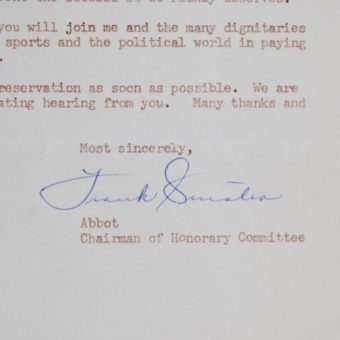 you will join me and the many dignitaries
sports and the political world in paying
reservation as soon as possible. We are
hearing from you. Many thanks and
Most sincerely,
Frank Sinatra
Abbot
Chairman of Honorary Committee